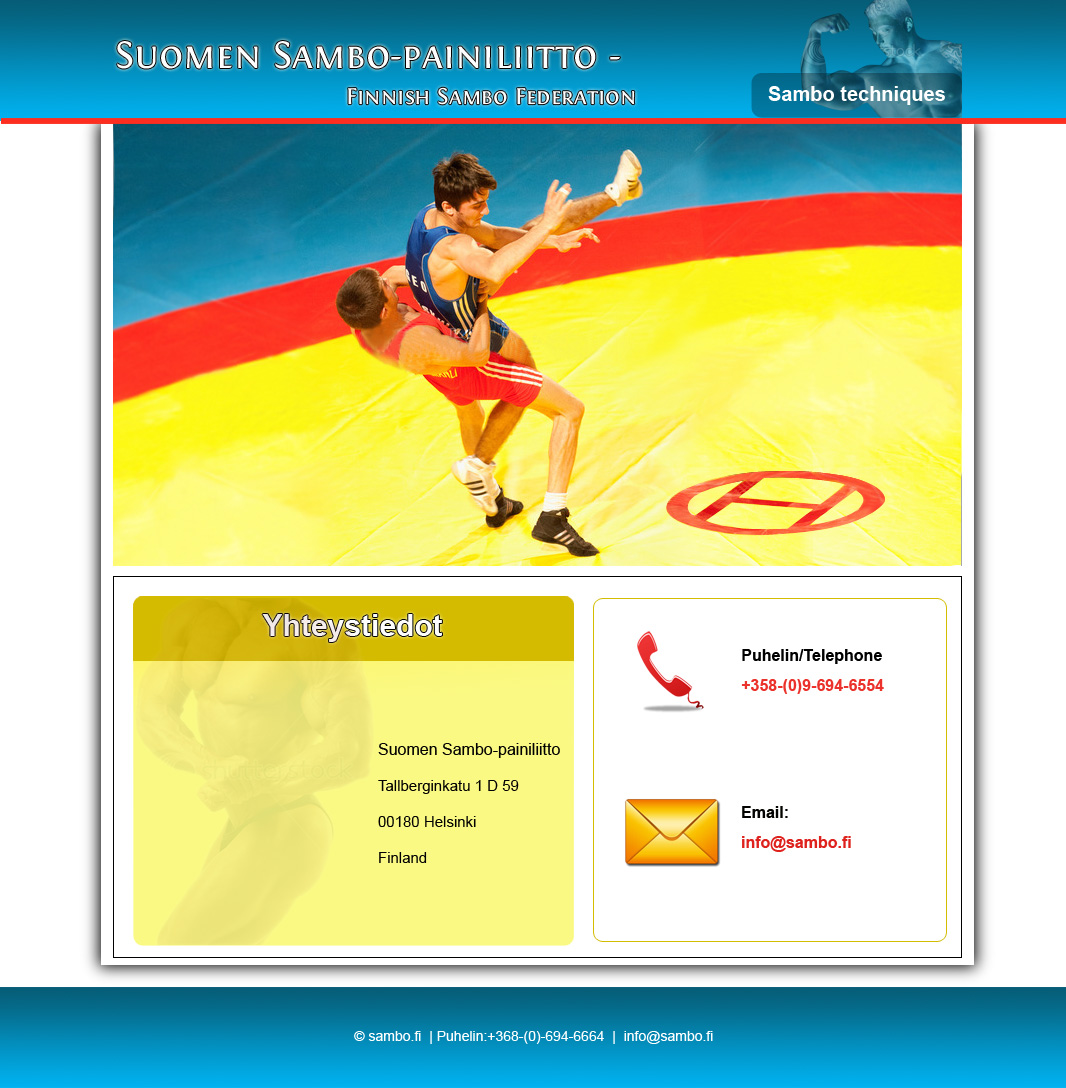 Suomen Sambo-painiliitto -
Finnish Sambo Federation
Sambo techniques
GEO
Yhteystiedot
Suomen Sambo-painiliitto
Tallberginkatu 1 D 59
00180 Helsinki
Finland
Puhelin/Telephone
+358-(0)9-694-6554
Email:
info@sambo.fi
© sambo.fi | Puhelin:+368-(0)-694-6664 | info@sambo.fi